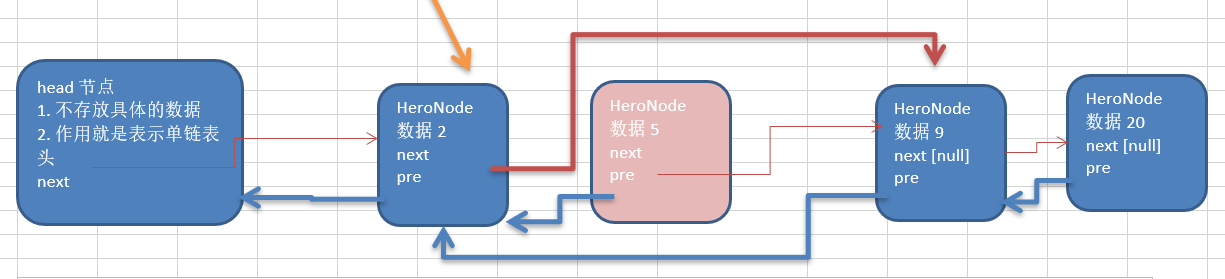 head 节点
1. 不存放具体的数据
2. 作用就是表示单链表
头
next
HeroNode
数据 2
next
pre
HeroNode
数据 5
next
pre
HeroNode
数据 9
next [null]
pre
HeroNode
数据 20
next [null]
pre